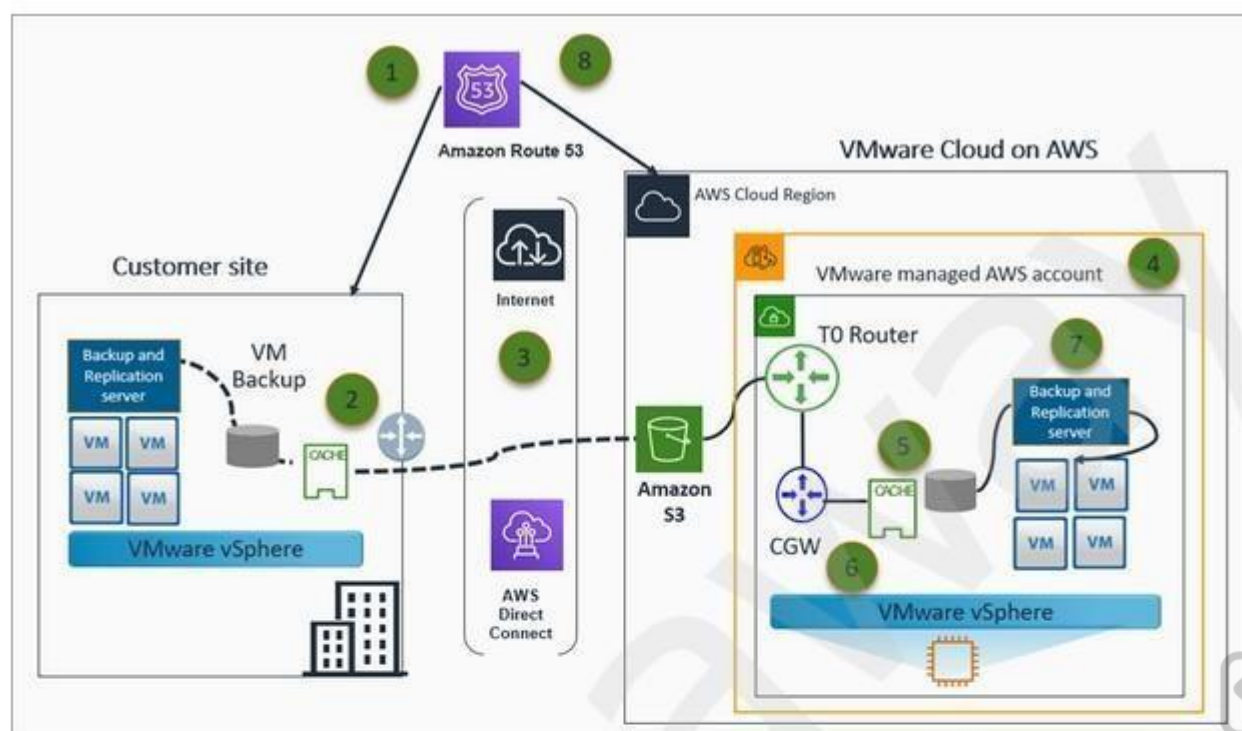 1
8
53
Amazon Route 53
VMware Cloud on AWS
AWS Cloud Region
Customer site
Internet
VMware managed AWS account
4
Backup and
Replication
server
VM
Backup
2
3
T0 Router
7
Backup and
Replication
server
VM VM
VM VM
CACHE
Amazon
S3
5
CACHE
VM VM
VM VM
CGW
6
VMware vSphere
AWS
Direct
Connect
VMware vSphere